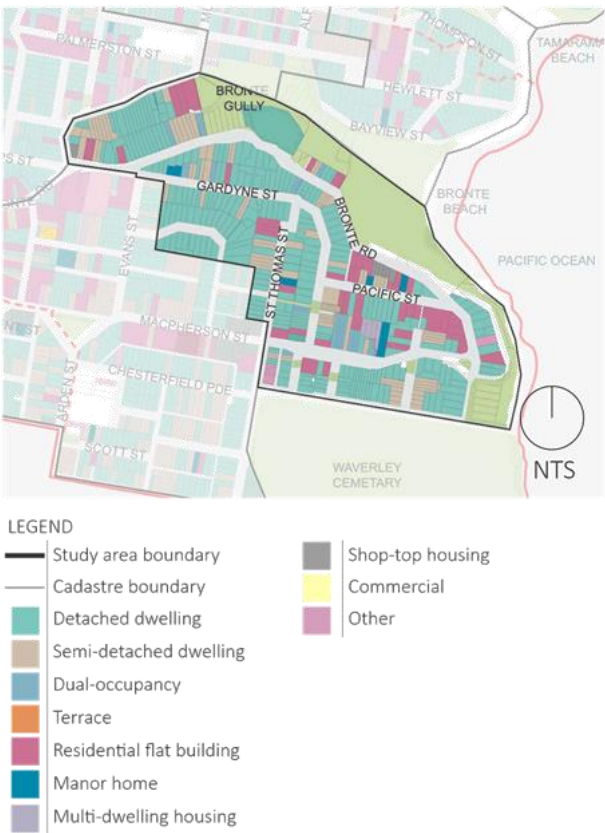 THOMPSON ST
TAMARAMA
BEACH
PALMERSTON ST
BRONTE
GULLY
HEWLETT ST
BAYVIEW ST
GARDYNE ST
BRONTE
BEACH
BRONTE RD
PACIFIC OCEAN
EVANS ST
ST THOMAS ST
PACIFIC ST
MACPHERSON ST
CHESTERFIELD PDE
ARDEN ST
SCOTT ST
WAVERLEY
CEMETARY
NTS
LEGEND
Study area boundary
Cadastre boundary
Detached dwelling
Semi-detached dwelling
Dual-occupancy
Terrace
Residential flat building
Manor home
Multi-dwelling housing
Shop-top housing
Commercial
Other